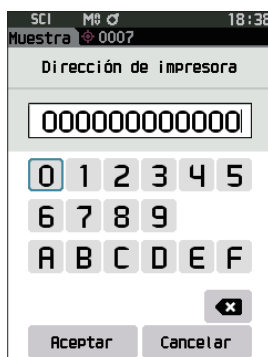 SCI M♂ ♂ 18:38
Muestra 0007
Dirección de impresora
000000000000
0 1 2 3 4 5
6 7 8 9
A B C D E F
Aceptar Cancelar